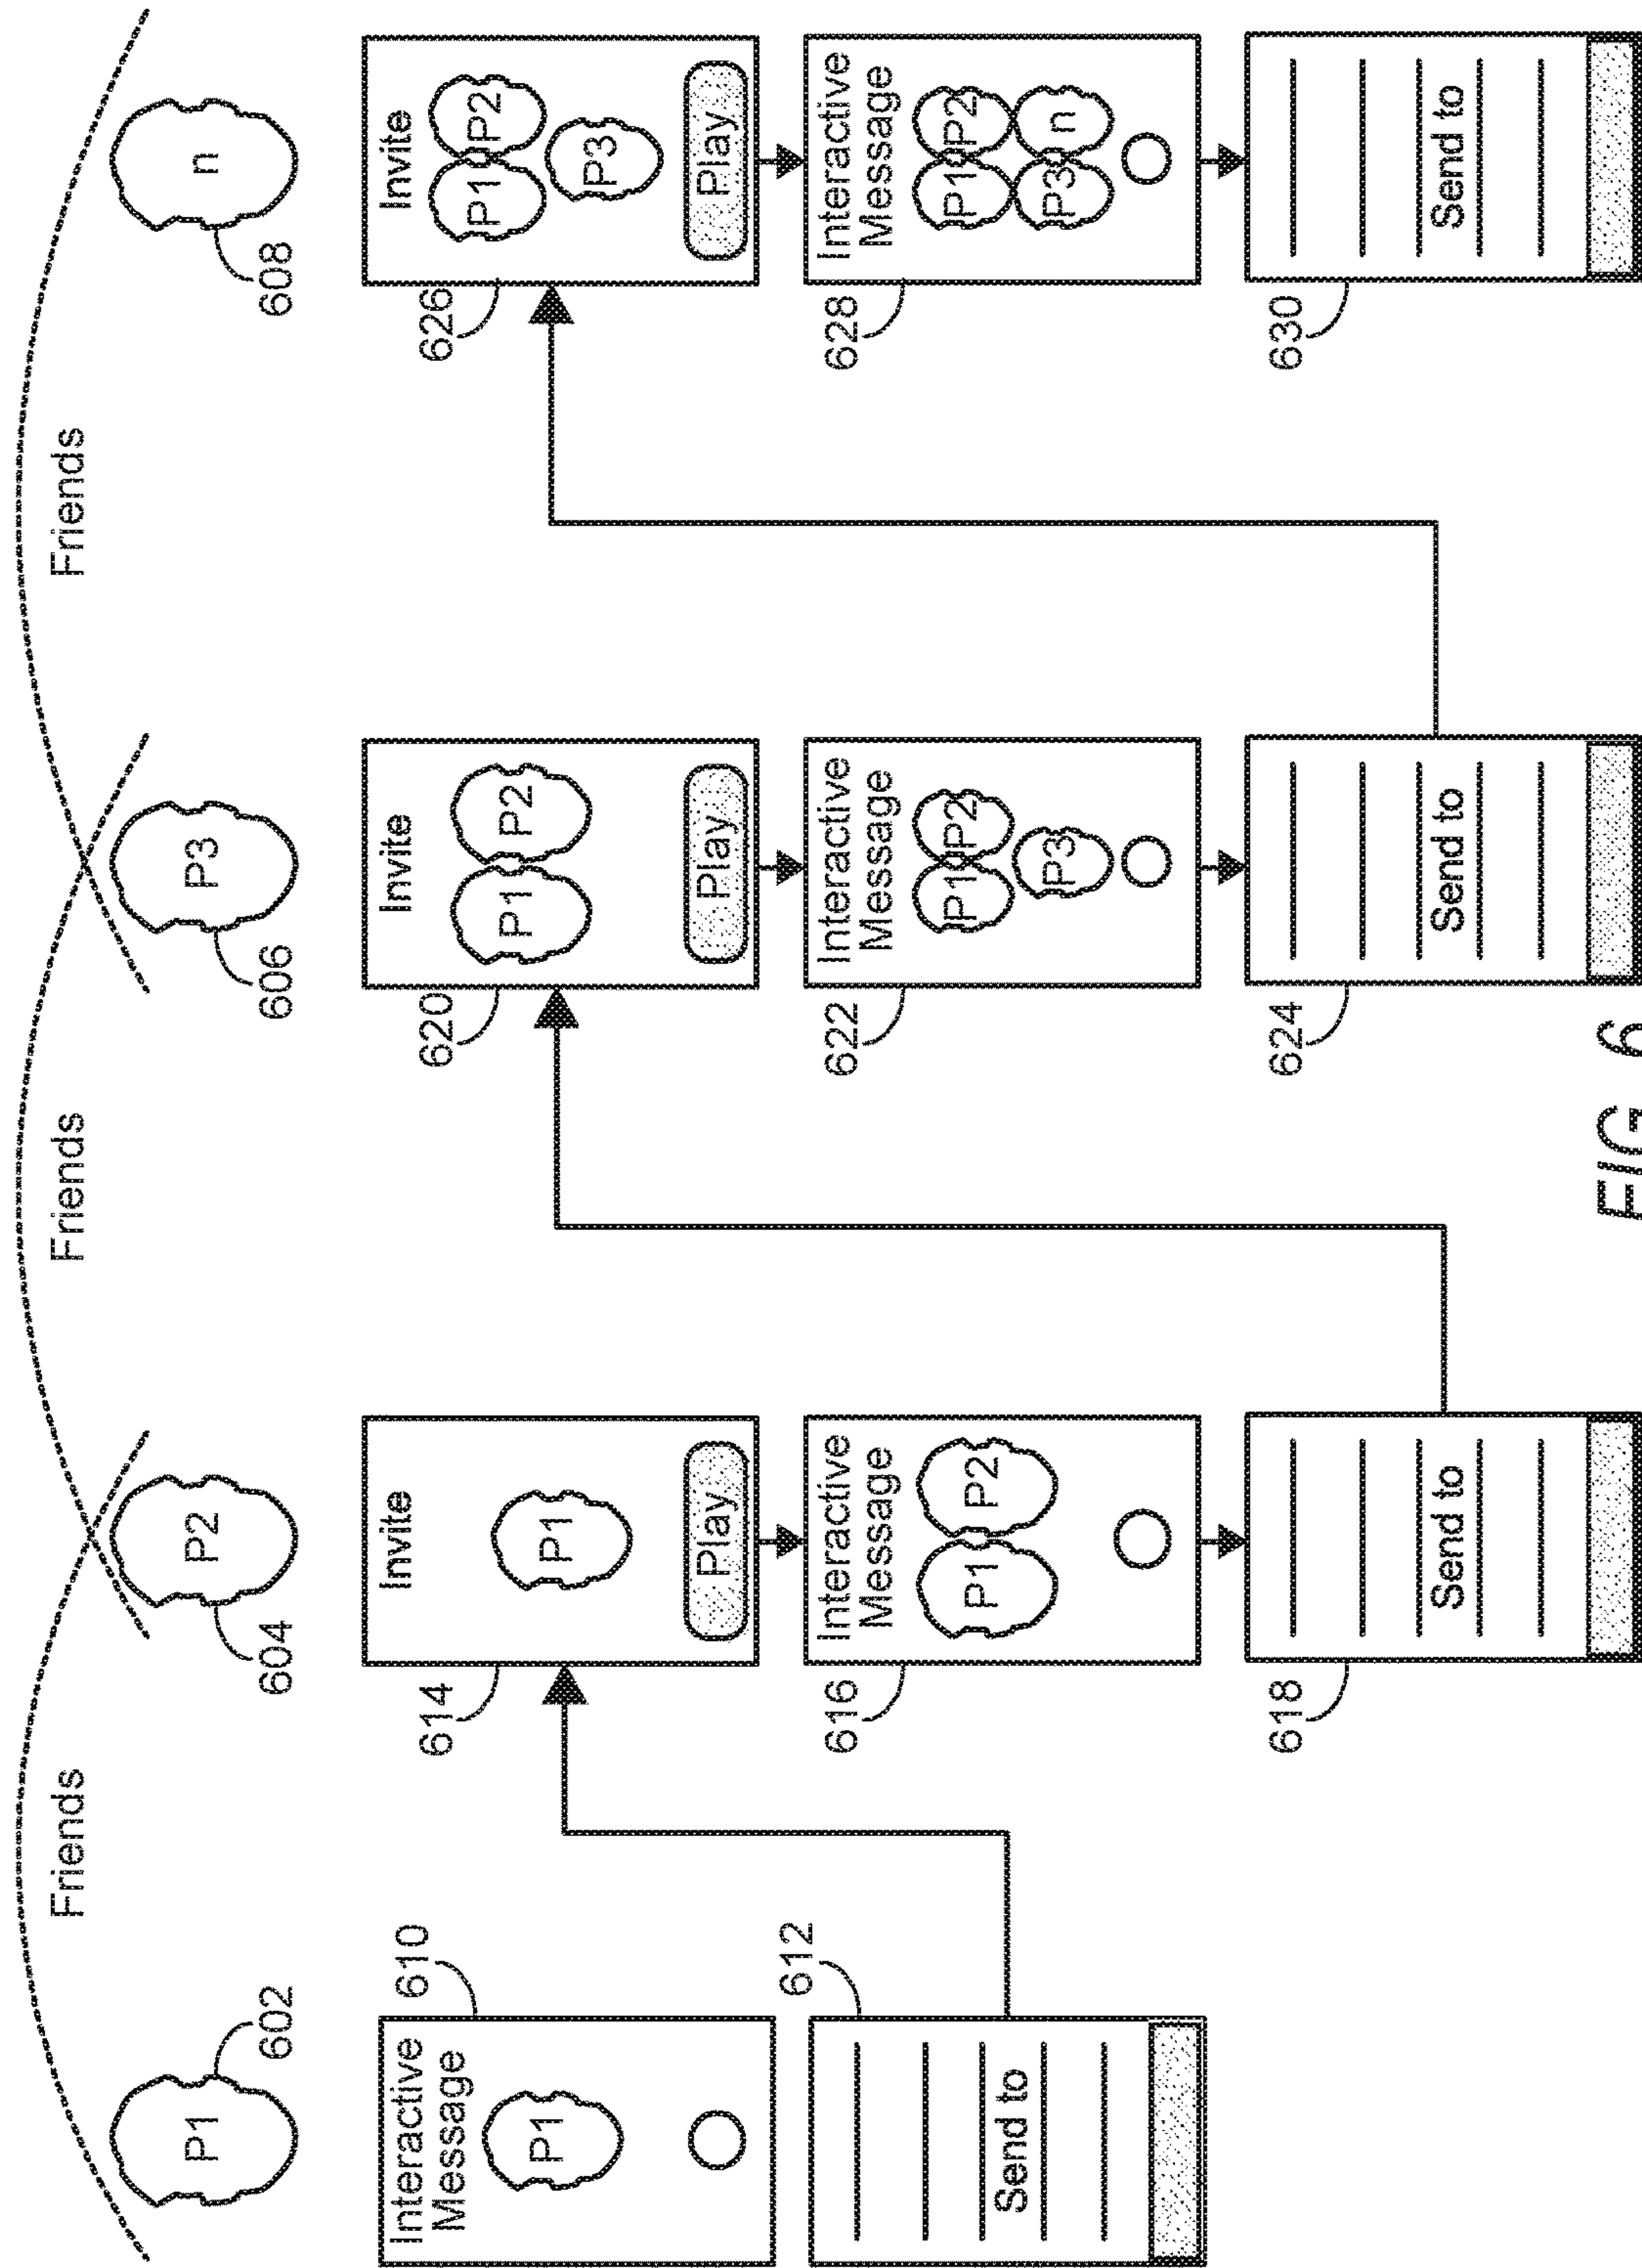 Friends
Friends
Friends
P1
602
P2
604
P3
606
n
608
Interactive
Message
P1
610
Send to
612
Invite
P1
Play
614
Interactive
Message
P1 P2
616
Send to
618
Invite
P1 P2
Play
620
Interactive
Message
P1 P2
P3
622
Send to
624
Invite
P1 P2
P3
Play
626
Interactive
Message
P1 P2
P3 n
628
Send to
630
FIG. 6